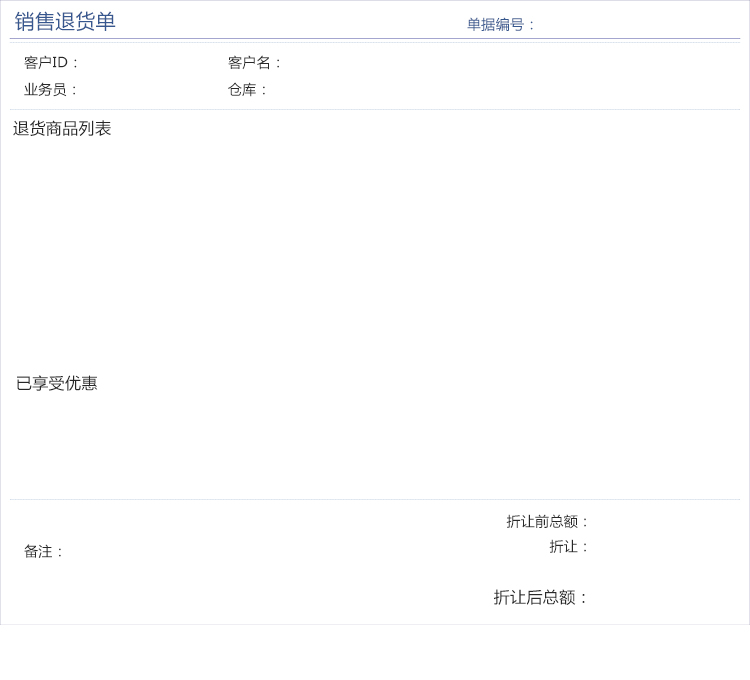 销售退货单
单据编号：
客户ID： 客户名：
业务员： 仓库：
退货商品列表
已享受优惠
折让前总额：
折让：
备注：
折让后总额：